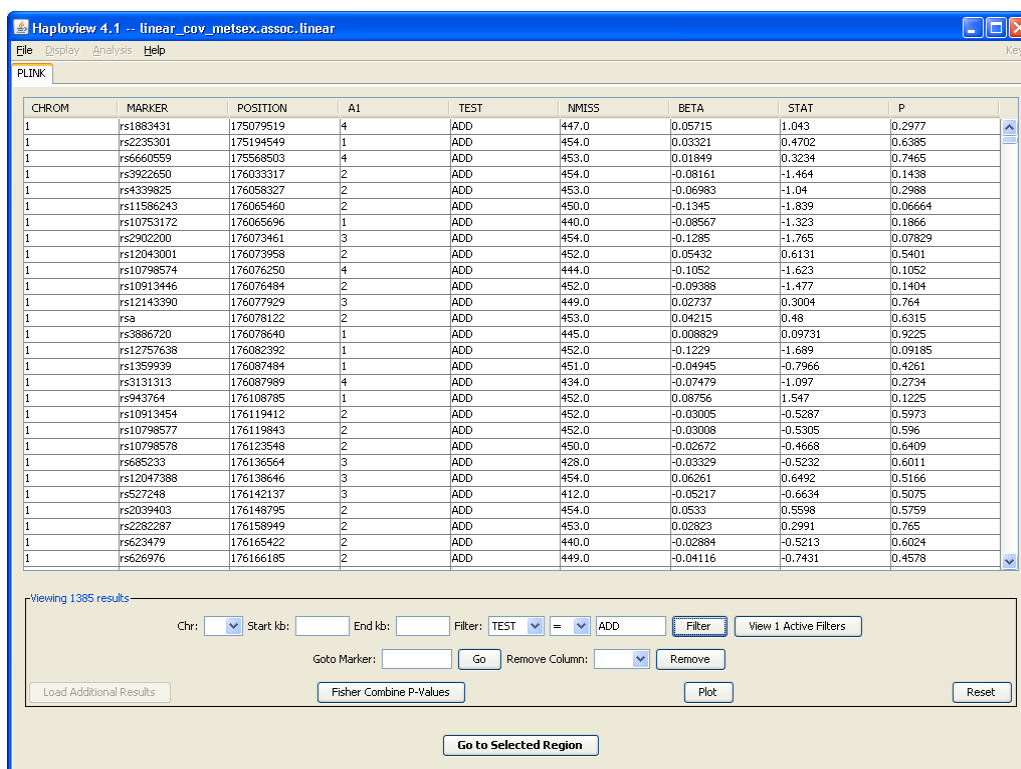 Haploview 4.1 -- linear_cov_metsex.assoc.linear
File Display Analysis Help Key
PLINK
CHROM MARKER POSITION A1 TEST NMISS BETA STAT P
1 rs1883431 175079519 4 ADD 447.0 0.05715 1.043 0.2977
1 rs2235301 175194549 1 ADD 454.0 0.03321 0.4702 0.6385
1 rs6660559 175568503 4 ADD 453.0 0.01849 0.3234 0.7465
1 rs3922650 176033317 2 ADD 454.0 -0.08161 -1.464 0.1438
1 rs4339825 176058327 2 ADD 453.0 -0.06983 -1.04 0.2988
1 rs11586243 176065460 2 ADD 450.0 -0.1345 -1.839 0.06664
1 rs10753172 176065696 1 ADD 440.0 -0.08567 -1.323 0.1866
1 rs2902200 176073461 3 ADD 454.0 -0.1285 -1.765 0.07829
1 rs12043001 176073958 2 ADD 452.0 0.05432 0.6131 0.5401
1 rs10798574 176076250 4 ADD 444.0 -0.1052 -1.623 0.1052
1 rs10913446 176076484 2 ADD 452.0 -0.09388 -1.477 0.1404
1 rs12143390 176077929 3 ADD 449.0 0.02737 0.3004 0.764
1 rsa 176078122 2 ADD 453.0 0.04215 0.48 0.6315
1 rs3886720 176078640 1 ADD 445.0 0.008829 0.09731 0.9225
1 rs12757638 176082392 1 ADD 452.0 -0.1229 -1.689 0.09185
1 rs1359939 176087484 1 ADD 451.0 -0.04945 -0.7966 0.4261
1 rs3131313 176087989 4 ADD 434.0 -0.07479 -1.097 0.2734
1 rs943764 176108785 1 ADD 452.0 0.08756 1.547 0.1225
1 rs10913454 176119412 2 ADD 452.0 -0.03005 -0.5287 0.5973
1 rs10798577 176119843 2 ADD 452.0 -0.03008 -0.5305 0.596
1 rs10798578 176123548 2 ADD 450.0 -0.02672 -0.4668 0.6409
1 rs685233 176136564 3 ADD 428.0 -0.03329 -0.5232 0.6011
1 rs12047388 176138646 3 ADD 454.0 0.06261 0.6492 0.5166
1 rs527248 176142137 3 ADD 412.0 -0.05217 -0.6634 0.5075
1 rs2039403 176148795 2 ADD 454.0 0.0533 0.5598 0.5759
1 rs2282287 176158949 2 ADD 453.0 0.02823 0.2991 0.765
1 rs623479 176165422 2 ADD 440.0 -0.02884 -0.5213 0.6024
1 rs626976 176166185 2 ADD 449.0 -0.04116 -0.7431 0.4578
Viewing 1385 results
Chr: Start kb: End kb: Filter: TEST = ADD Filter View 1 Active Filters
Goto Marker: Go Remove Column: Remove
Load Additional Results Fisher Combine P-Values Plot Reset
Go to Selected Region